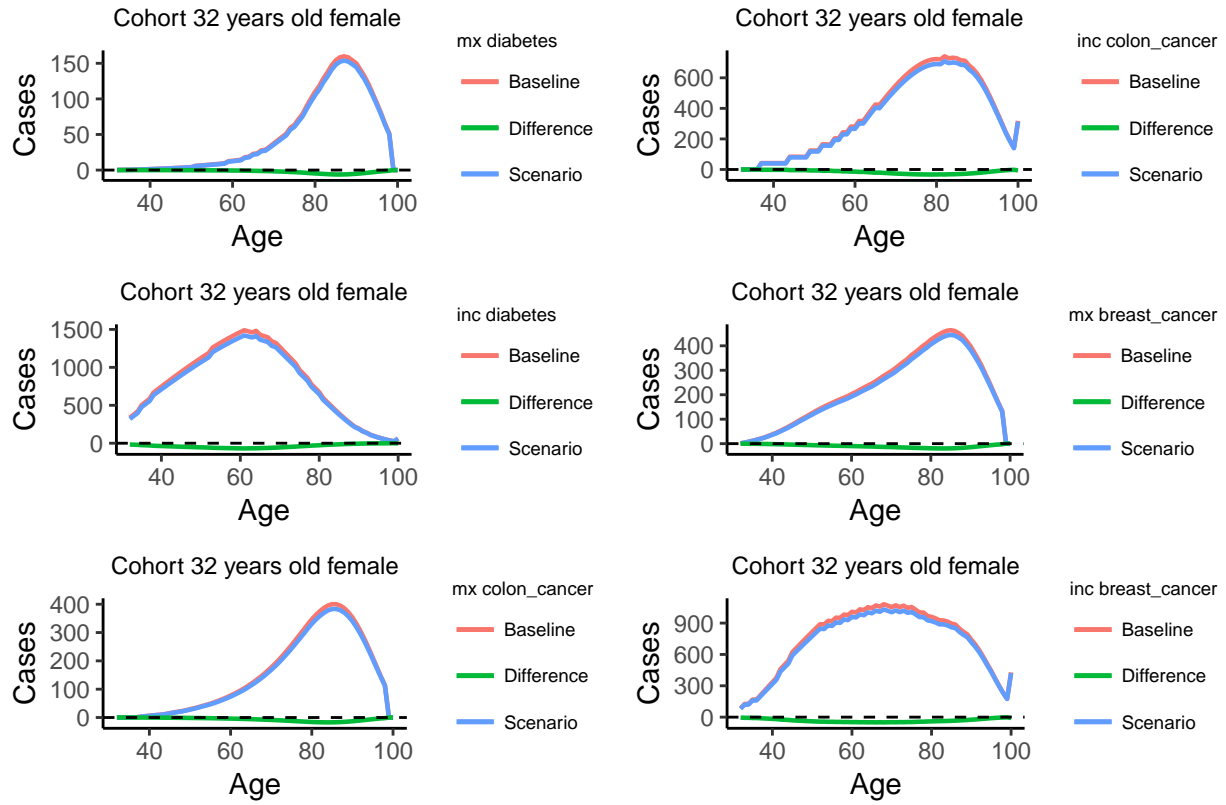 Cohort 32 years old female
mx diabetes
Cases
150
100
50
0
40 60 80 100
Age
Baseline
Difference
Scenario
Cohort 32 years old female
inc colon_cancer
Cases
600
400
200
0
40 60 80 100
Age
Baseline
Difference
Scenario
Cohort 32 years old female
inc diabetes
Cases
1500
1000
500
0
40 60 80 100
Age
Baseline
Difference
Scenario
Cohort 32 years old female
mx breast_cancer
Cases
400
300
200
100
0
40 60 80 100
Age
Baseline
Difference
Scenario
Cohort 32 years old female
mx colon_cancer
Cases
400
300
200
100
0
40 60 80 100
Age
Baseline
Difference
Scenario
Cohort 32 years old female
inc breast_cancer
Cases
900
600
300
0
40 60 80 100
Age
Baseline
Difference
Scenario